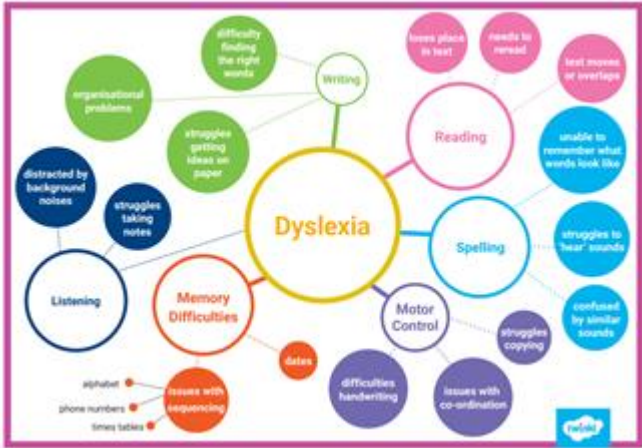 difficulty
finding
the right
words
Writing
organisational
problems
struggles
getting
ideas on
paper
loses place
in text
needs to
reread
text moves
or overlaps
Reading
unable to
remember what
words look like
distracted by
background
noises
struggles
taking
notes
Dyslexia
Spelling
struggles to
'hear' sounds
Listening
Memory
Difficulties
Motor
Control
confused
by similar
sounds
struggles
copying
dates
alphabet
phone numbers
times tables
issues with
sequencing
difficulties
handwriting
issues with
co-ordination
twinkl